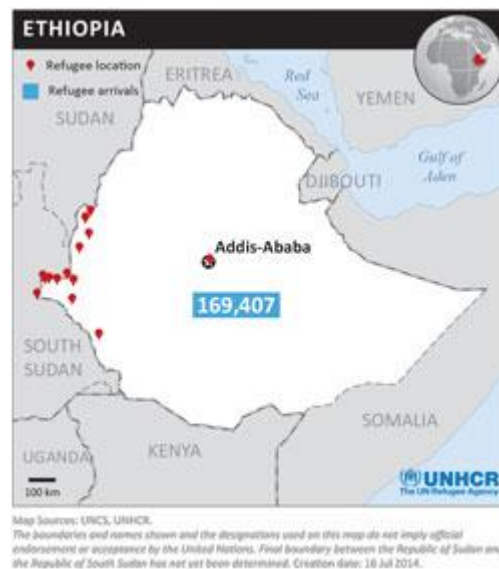 ETHIOPIA
Refugee location
Refugee arrivals
ERITREA
Red
Sea
YEMEN
SUDAN
Gulf of
Aden
DJIBOUTI
Addis-Ababa
169,407
SOUTH
SUDAN
SOMALIA
UGANDA
KENYA
100 km
UNHCR
The UN Refugee Agency
Map Sources: UNCS, UNHCR.
The boundaries and names shown and the designations used on this map do not imply official
endorsement or acceptance by the United Nations. Final boundary between the Republic of Sudan and
the Republic of South Sudan has not yet been determined. Creation date: 16 Jul 2014.